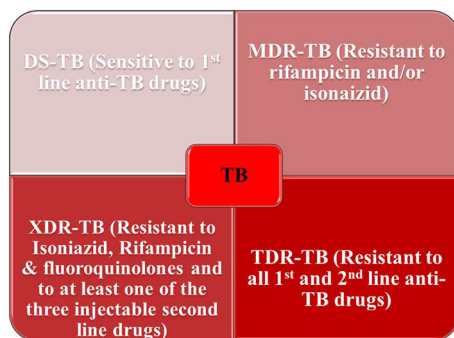 DS-TB (Sensitive to 1st
line anti-TB drugs)
MDR-TB (Resistant to
rifampicin and/or
isonaizid)
TB
XDR-TB (Resistant to
Isoniazid, Rifampicin
& fluoroquinolones and
to at least one of the
three injectable second
line drugs)
TDR-TB (Resistant to
all 1st and 2nd line anti-
TB drugs)